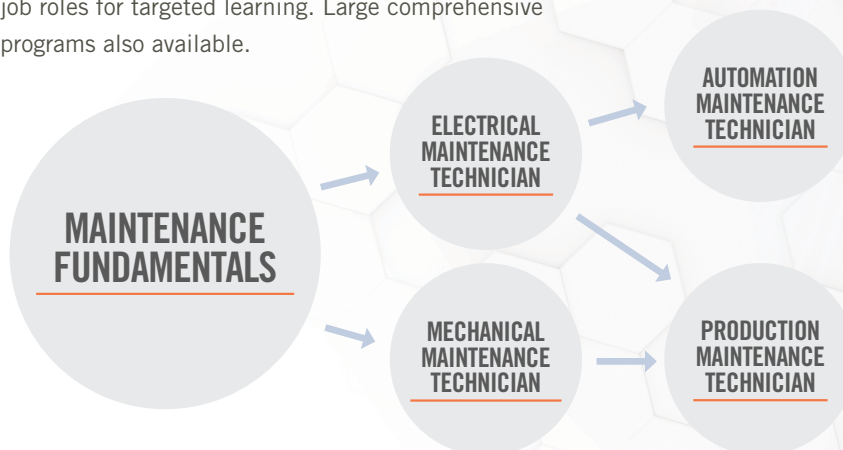 job roles for targeted learning. Large comprehensive
programs also available.
MAINTENANCE
FUNDAMENTALS
ELECTRICAL
MAINTENANCE
TECHNICIAN
MECHANICAL
MAINTENANCE
TECHNICIAN
AUTOMATION
MAINTENANCE
TECHNICIAN
PRODUCTION
MAINTENANCE
TECHNICIAN